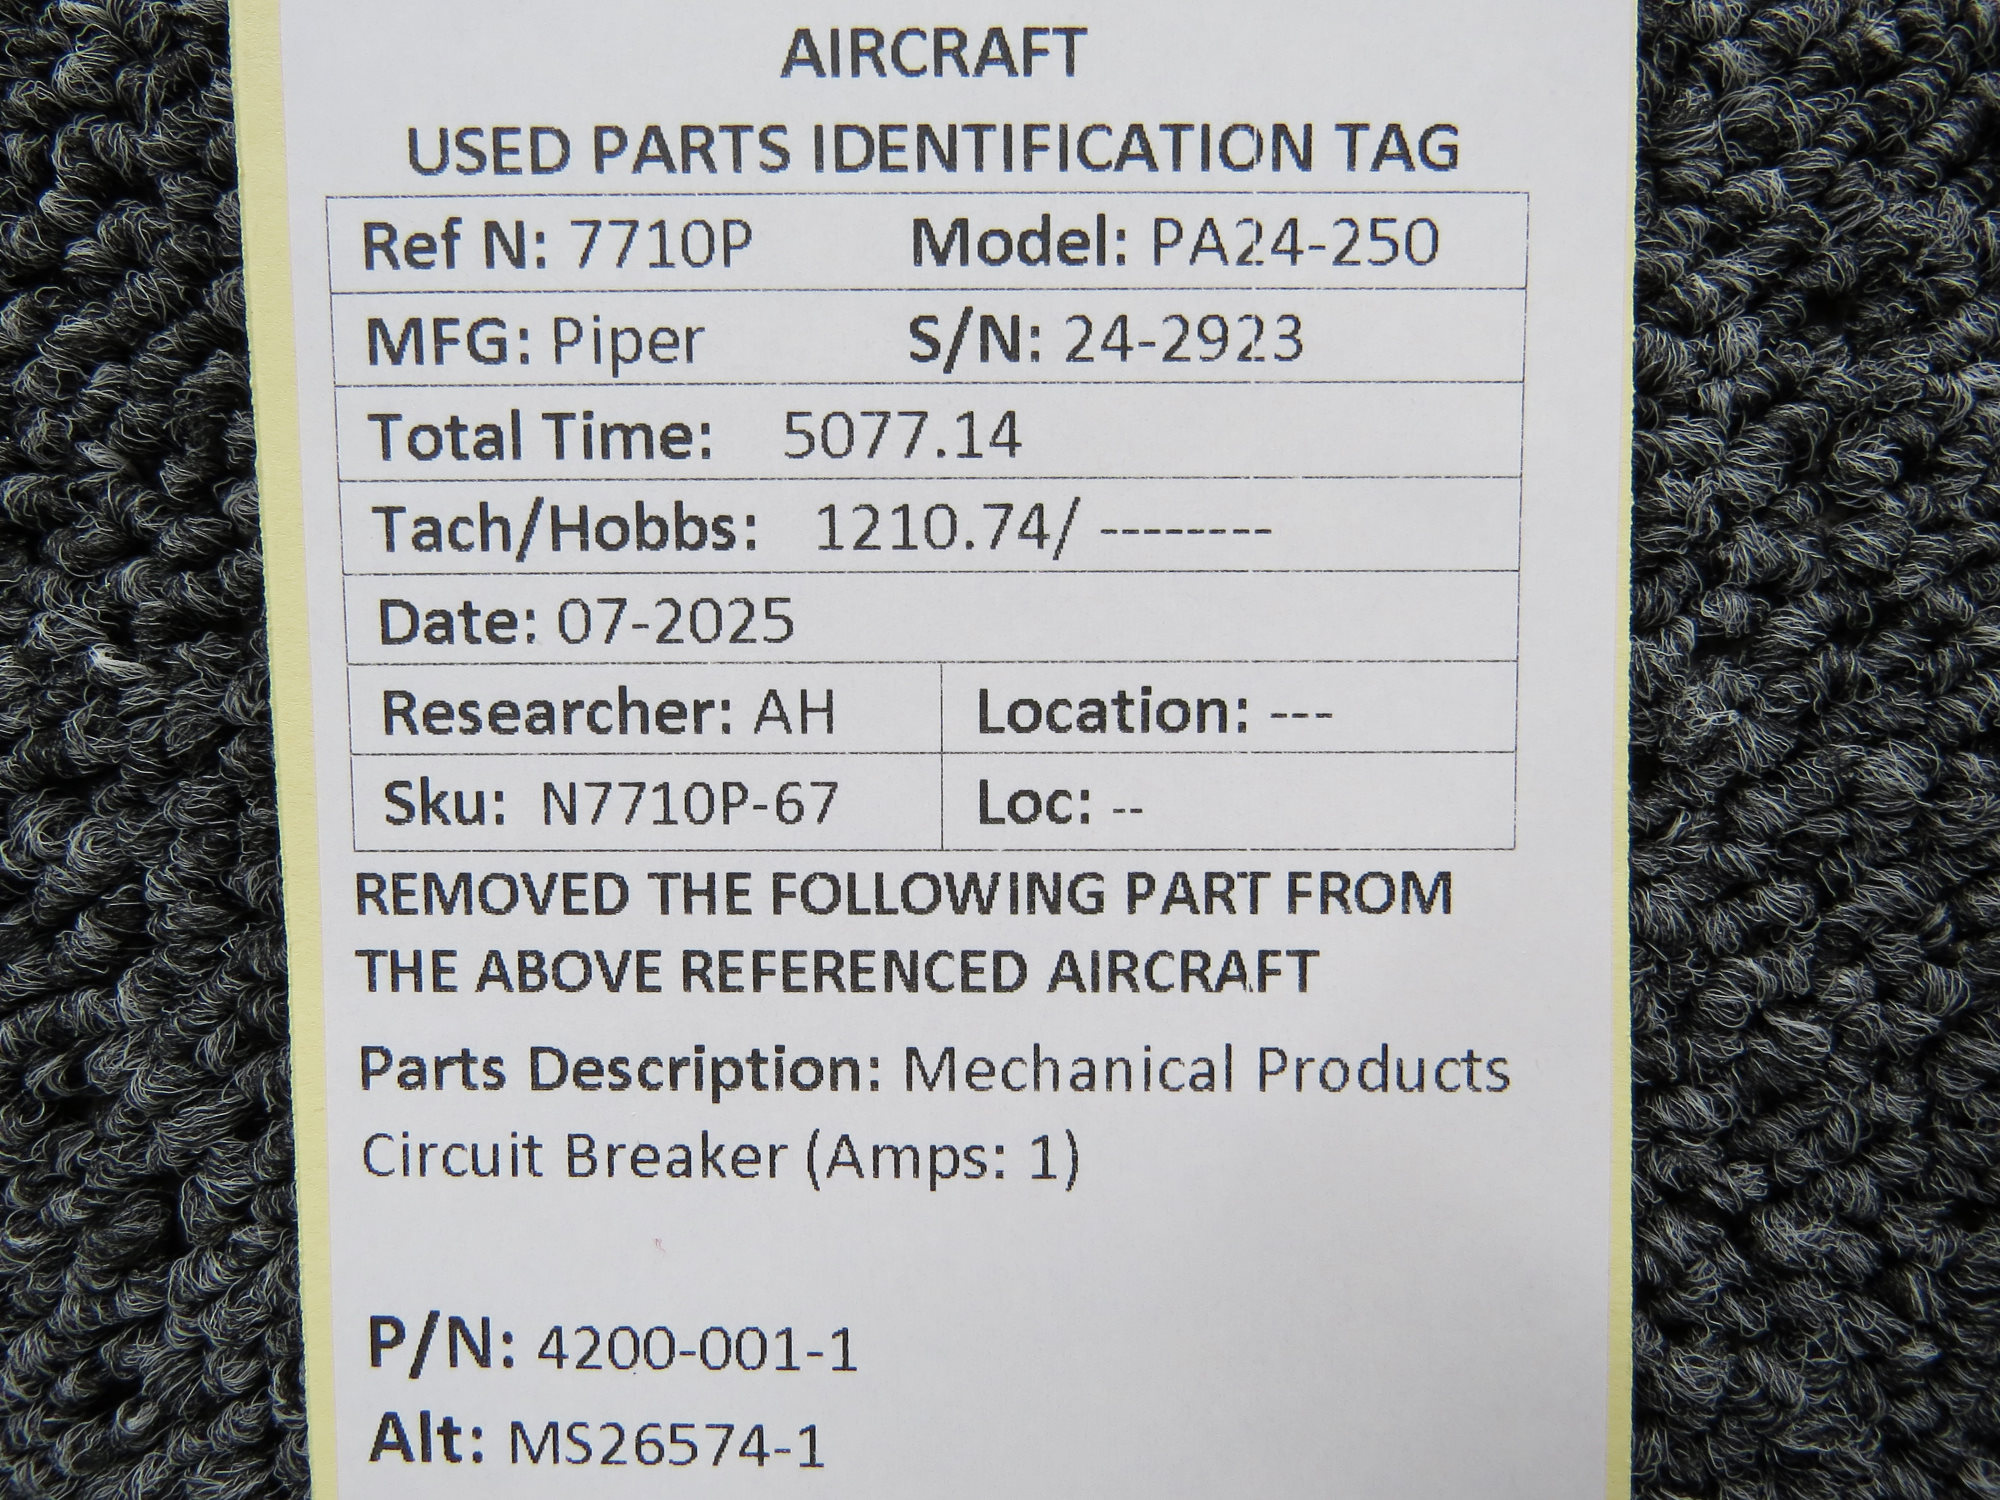 AIRCRAFT
USED PARTS IDENTIFICATION TAG
Ref N: 7710P Model: PA24-250
MFG: Piper S/N: 24-2923
Total Time: 5077.14
Tach/Hobbs: 1210.74/ --------
Date: 07-2025
Researcher: AH Location: ---
Sku: N7710P-67 Loc: --
REMOVED THE FOLLOWING PART FROM
THE ABOVE REFERENCED AIRCRAFT
Parts Description: Mechanical Products
Circuit Breaker (Amps: 1)
P/N: 4200-001-1
Alt: MS26574-1